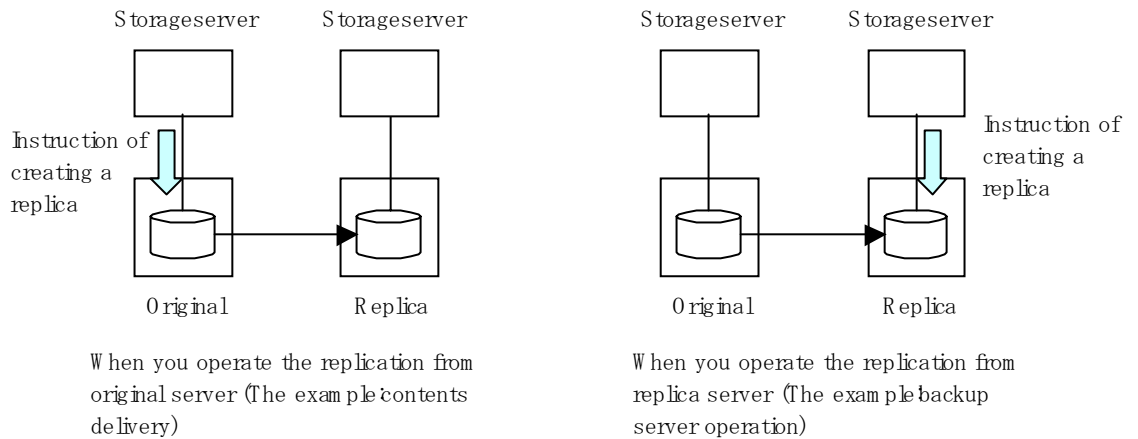 Storageserver Storageserver
Instruction of
creating a
replica
Original Replica
When you operate the replication from
original server (The example:contents
delivery)
Storageserver Storageserver
Instruction of
creating a
replica
Original Replica
When you operate the replication from
replica server (The example:backup
server operation)